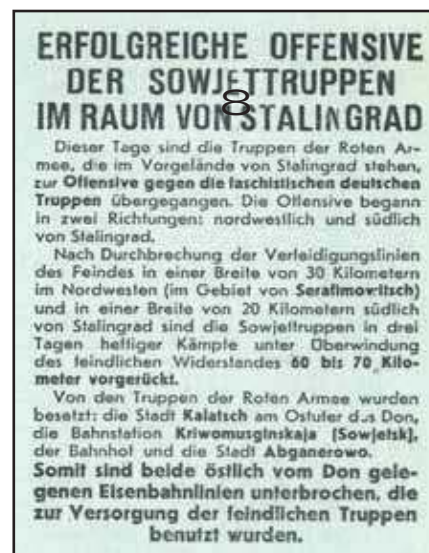 ERFOLGREICHE OFFENSIVE
DER SOWJETTRUPPEN
8
IM RAUM VON STALINGRAD
Dieser Tage sind die Truppen der Roten Ar-
mee, die im Vorgelände von Stalingrad stehen,
zur Offensive gegen die faschistischen deutschen
Truppen übergegangen. Die Offensive begann
in zwei Richtungen: nordwestlich und südlich
von Stalingrad.
Nach Durchbrechung der Verteidigungslinien
des Feindes in einer Breite von 30 Kilometern
im Nordwesten (im Gebiet von Serafimowitsch)
und in einer Breite von 20 Kilometern südlich
von Stalingrad sind die Sowjettruppen in drei
Tagen heftiger Kämpfe unter Überwindung
des feindlichen Widerstandes 60 bis 70 Kilo-
meter vorgerückt.
Von den Truppen der Roten Armee wurden
besetzt: die Stadt Kalatsch am Ostufer des Don,
die Bahnstation Kriwomusginskaja (Sowjetsk),
der Bahnhof und die Stadt Abganerowo.
Somit sind beide östlich vom Don gele-
genen Eisenbahnlinien unterbrochen, die
zur Versorgung der feindlichen Truppen
benutzt wurden.